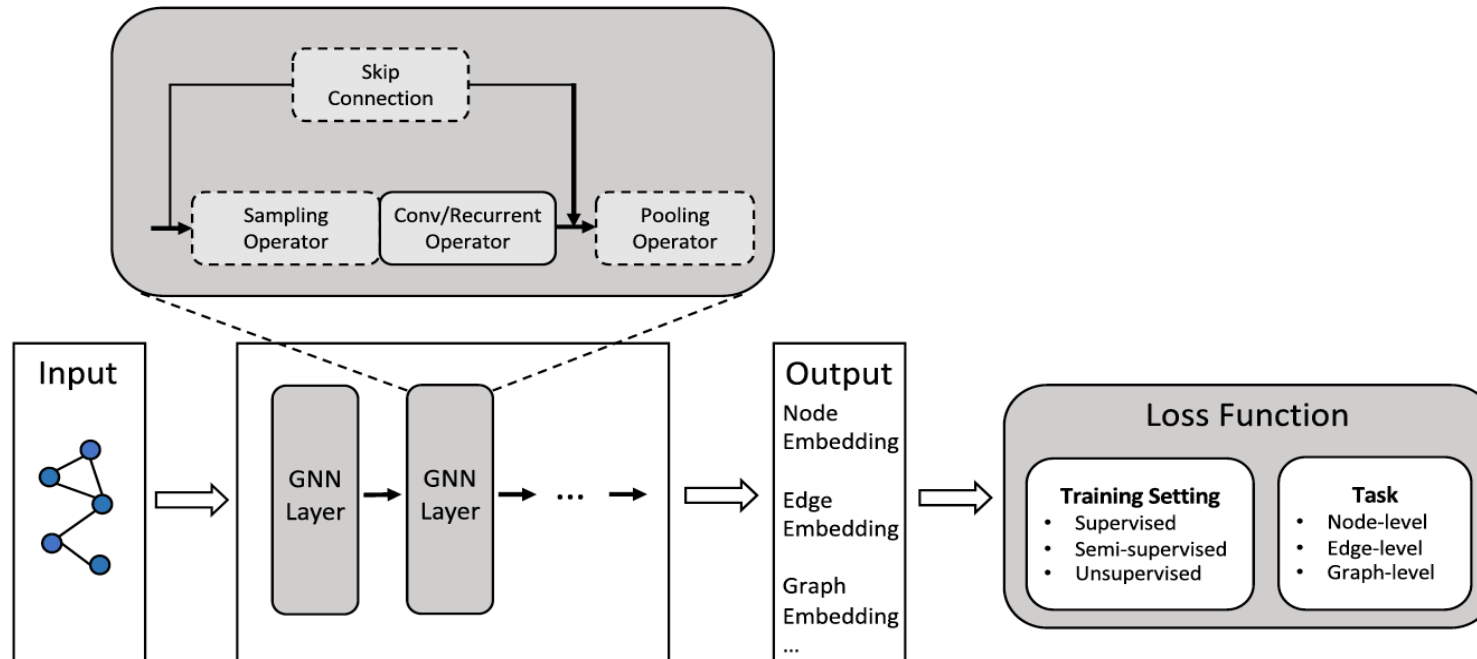 Skip
Connection
Sampling
Operator
Conv/Recurrent
Operator
Pooling
Operator
Input
GNN
Layer
GNN
Layer
...
Output
Node
Embedding
Edge
Embedding
Graph
Embedding
...
Loss Function
Training Setting
• Supervised
• Semi-supervised
• Unsupervised
Task
• Node-level
• Edge-level
• Graph-level